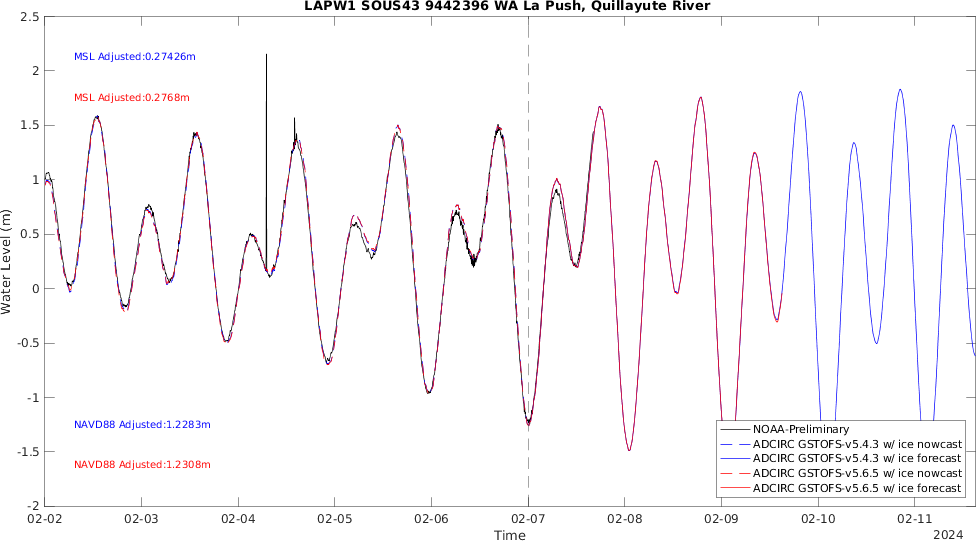 LAPW1 SOUS43 9442396 WA La Push, Quillayute River
2.5
2
1.5
1
0.5
0
-0.5
-1
-1.5
-2
Water Level (m)
MSL Adjusted:0.27426m
MSL Adjusted:0.2768m
NAVD88 Adjusted:1.2283m
NAVD88 Adjusted:1.2308m
NOAA-Preliminary
ADCIRC GSTOFS-v5.4.3 w/ ice nowcast
ADCIRC GSTOFS-v5.4.3 w/ ice forecast
ADCIRC GSTOFS-v5.6.5 w/ ice nowcast
ADCIRC GSTOFS-v5.6.5 w/ ice forecast
02-02 02-03 02-04 02-05 02-06 02-07 02-08 02-09 02-10 02-11
Time
2024